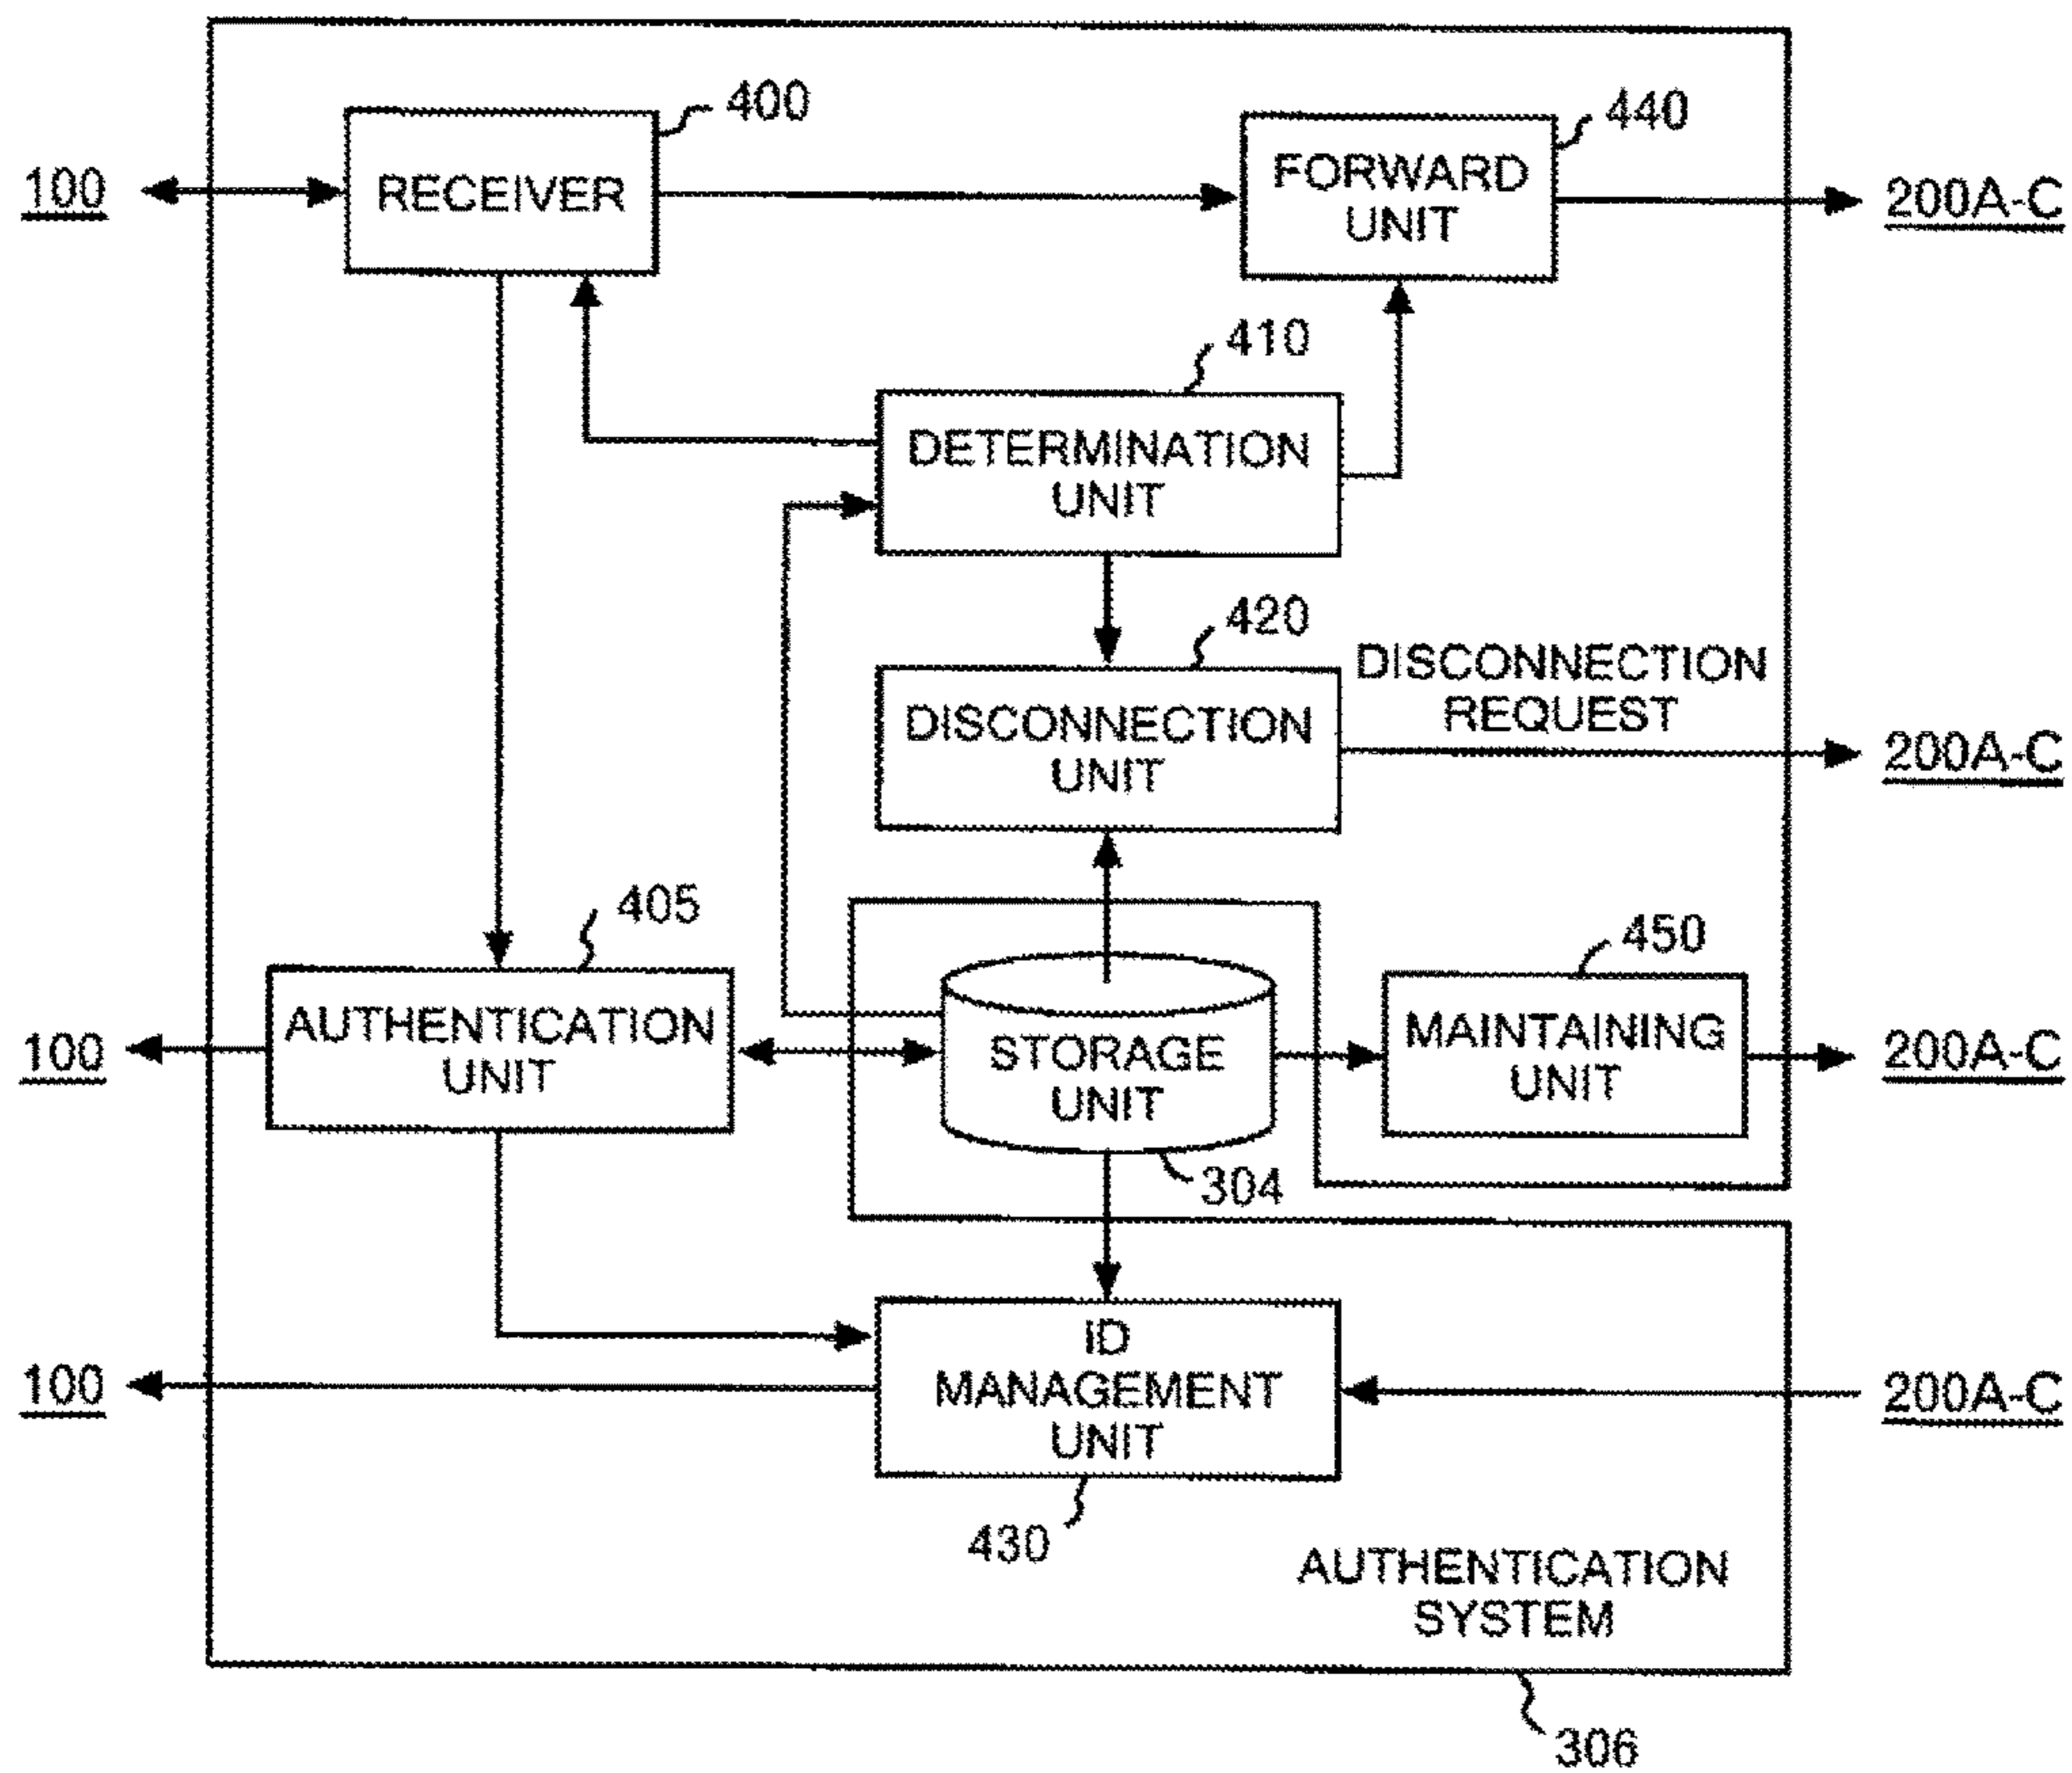 400
440
100
RECEIVER
FORWARD
UNIT
200A-C
410
DETERMINATION
UNIT
420
DISCONNECTION
UNIT
DISCONNECTION
REQUEST
200A-C
405
450
100
AUTHENTICATION
UNIT
STORAGE
UNIT
MAINTAINING
UNIT
200A-C
304
100
ID
MANAGEMENT
UNIT
200A-C
430
AUTHENTICATION
SYSTEM
306